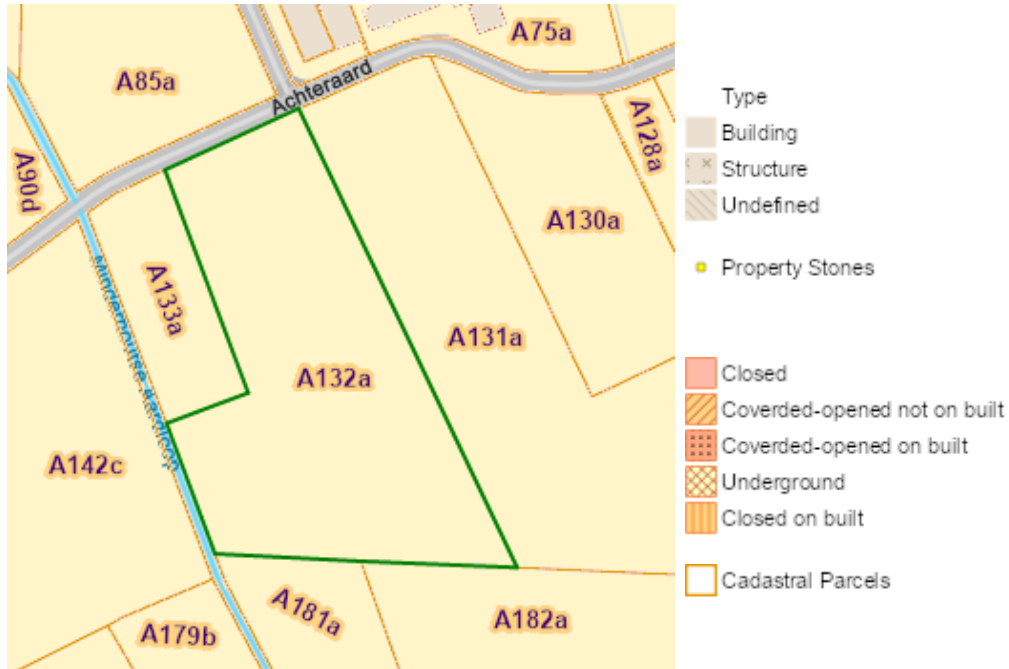 A75a
A85a
Achteraard
A128a
A90d
A130a
A133a
A131a
A132a
A142c
A181a
A182a
A179b
Type
Building
Structure
Undefined
Property Stones
Closed
Coverded-opened not on built
Coverded-opened on built
Underground
Closed on built
Cadastral Parcels